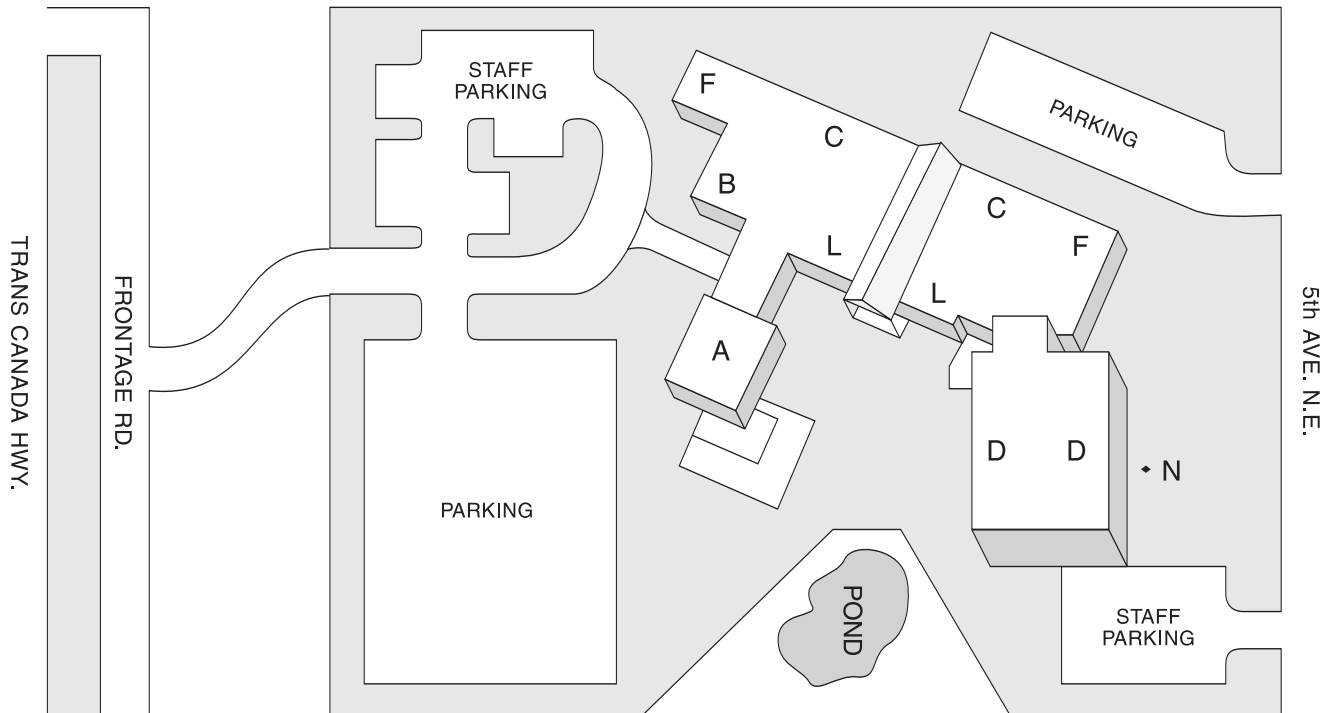 STAFF
PARKING
F
C
PARKING
B
C
L
F
L
A
TRANS CANADA HWY.
FRONTAGE RD.
5th AVE. N.E.
D
D
N
PARKING
POND
STAFF
PARKING